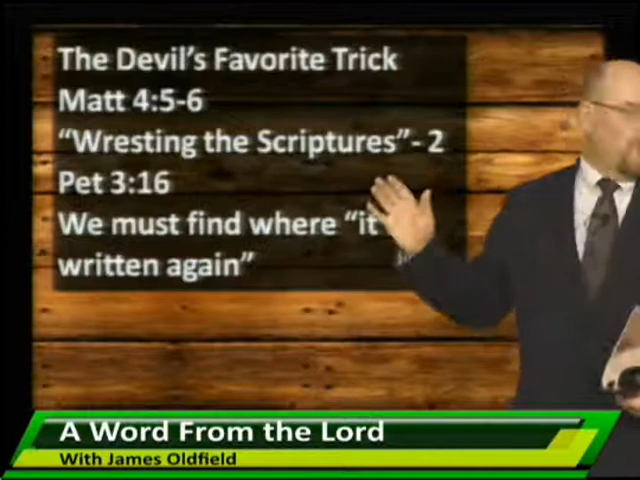 The Devil's Favorite Trick
Matt 4:5-6
"Wresting the Scriptures"- 2
Pet 3:16
We must find where "it
written again"
A Word From the Lord
With James Oldfield